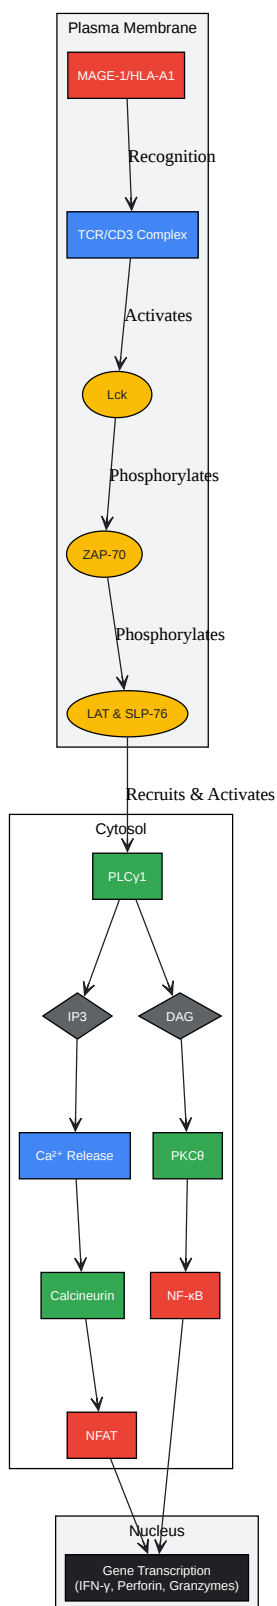 Plasma Membrane
MAGE-1/HLA-A1
Recognition
TCR/CD3 Complex
Activates
Lck
Phosphorylates
ZAP-70
Phosphorylates
LAT & SLP-76
Recruits & Activates
Cytosol
PLCγ1
IP3
DAG
Ca²⁺ Release
PKCθ
Calcineurin
NF-κB
NFAT
Nucleus
Gene Transcription
(IFN-γ, Perforin, Granzymes)